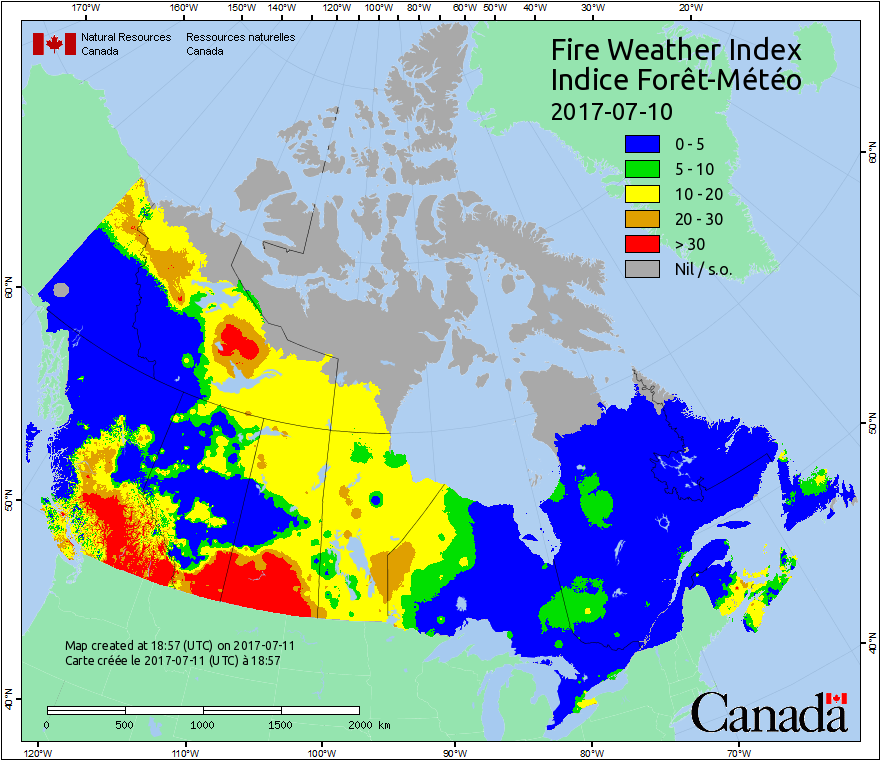 170°W 160°W 150°W 140°W 130°W 120°W 110°W 100°W 90°W 80°W 70°W 60°W 50°W 40°W 30°W 20°W
Natural Resources Ressources naturelles
Canada Canada
Fire Weather Index
Indice Forêt-Météo
2017-07-10
0 - 5
5 - 10
10 - 20
20 - 30
> 30
Nil / s.o.
60°N
60°N
50°N
50°N
40°N
40°N
Map created at 18:57 (UTC) on 2017-07-11
Carte créée le 2017-07-11 (UTC) à 18:57
0 500 1000 1500 2000 km
Canada
120°W 110°W 100°W 90°W 80°W 70°W